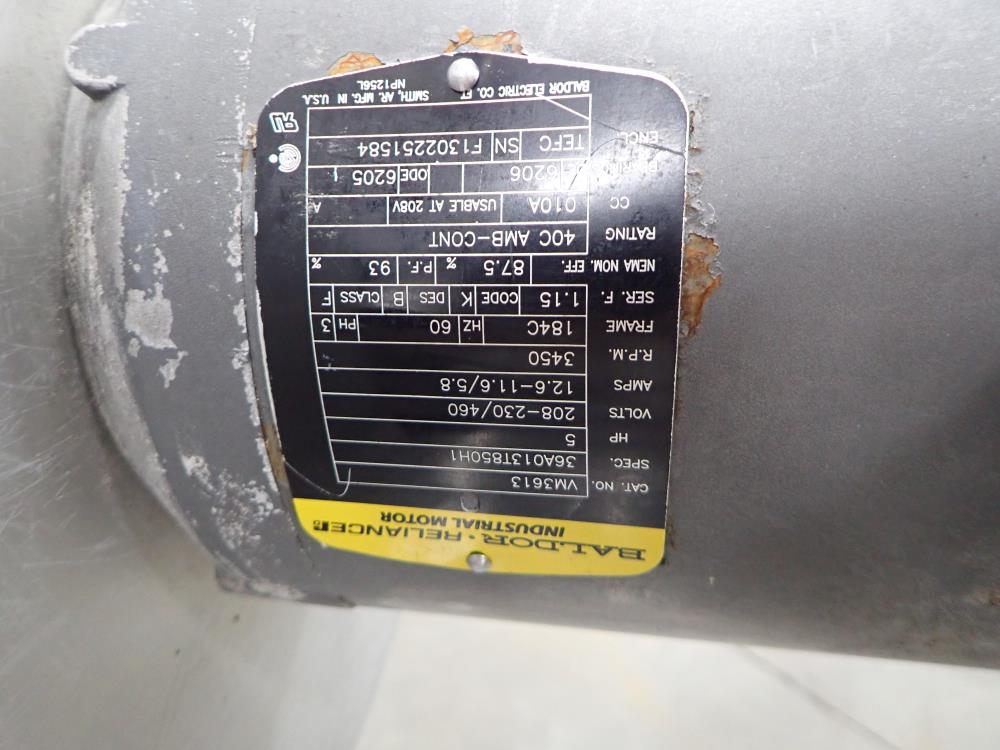 BALDOR · RELIANCE
INDUSTRIAL MOTOR
CAT. NO. VM3613
SPEC. 36A013T850H1
HP 5
VOLTS 208-230/460
AMPS 12.6-11.6/5.8
R.P.M. 3450
FRAME 184C HZ 60 PH 3
SER. F. 1.15 CODE K DES B CLASS F
NEMA NOM. EFF. 87.5 % P.F. 93 %
RATING 40C AMB-CONT
CC 010A USABLE AT 208V A
6206 ODE 6205
ENCL. TEFC SN F1302251584
BALDOR ELECTRIC CO. FT. SMITH, AR. MFG. IN U.S.A.
NP1256L